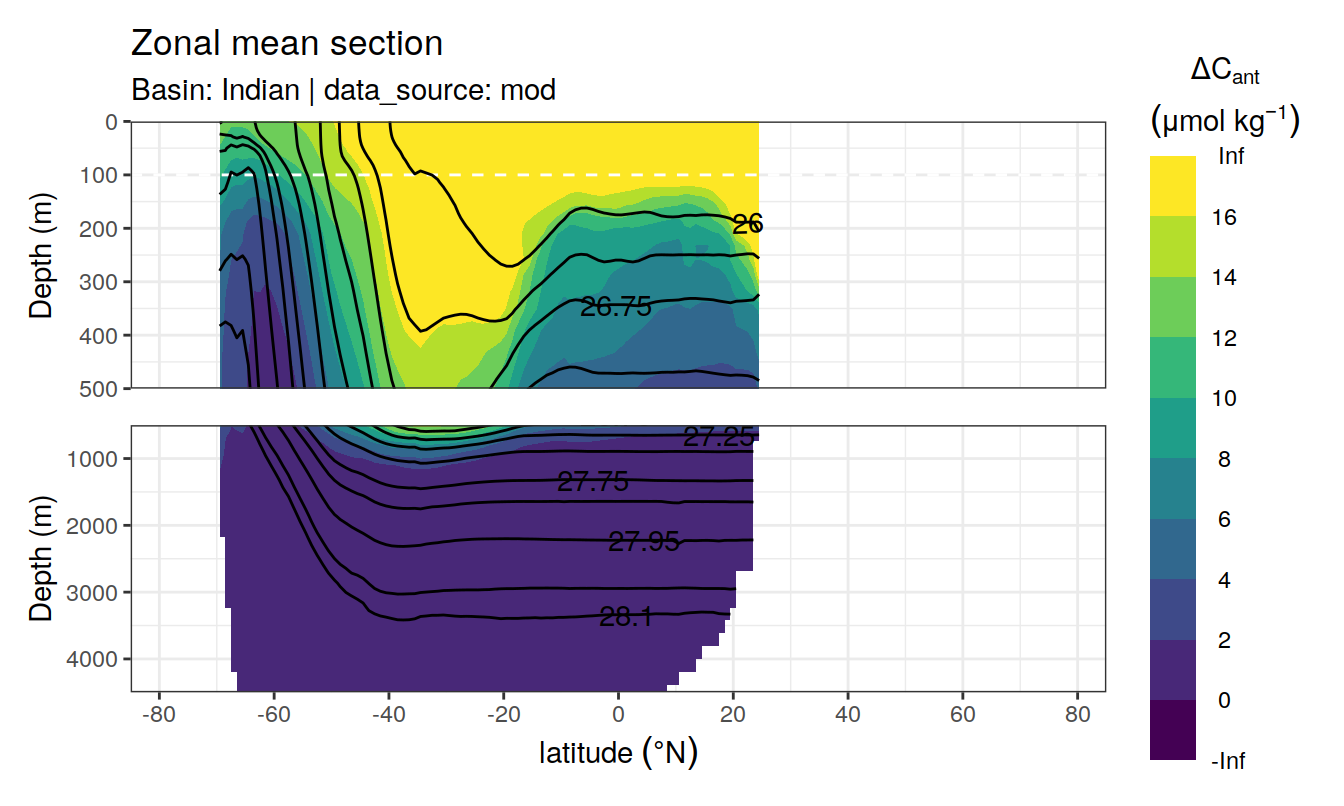 Zonal mean section
Basin: Indian | data_source: mod
ΔCant
(μmol kg⁻¹)
Inf
16
14
12
10
8
6
4
2
0
-Inf
Depth (m)
0
100
200
300
400
500
26
26.75
Depth (m)
1000
2000
3000
4000
27.25
27.75
27.95
28.1
-80 -60 -40 -20 0 20 40 60 80
latitude (°N)